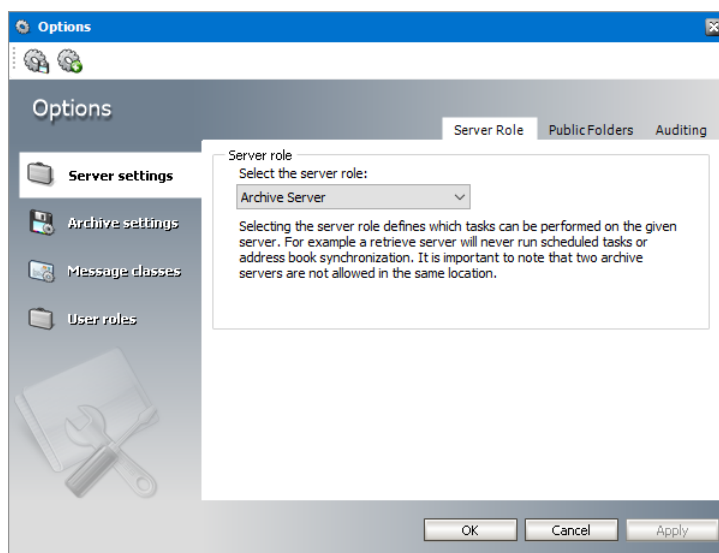 Options
Options
Server Role
Public Folders
Auditing
Server settings
Archive settings
Message classes
User roles
Server role
Select the server role:
Archive Server
Selecting the server role defines which tasks can be performed on the given
server. For example a retrieve server will never run scheduled tasks or
address book synchronization. It is important to note that two archive
servers are not allowed in the same location.
OK
Cancel
Apply